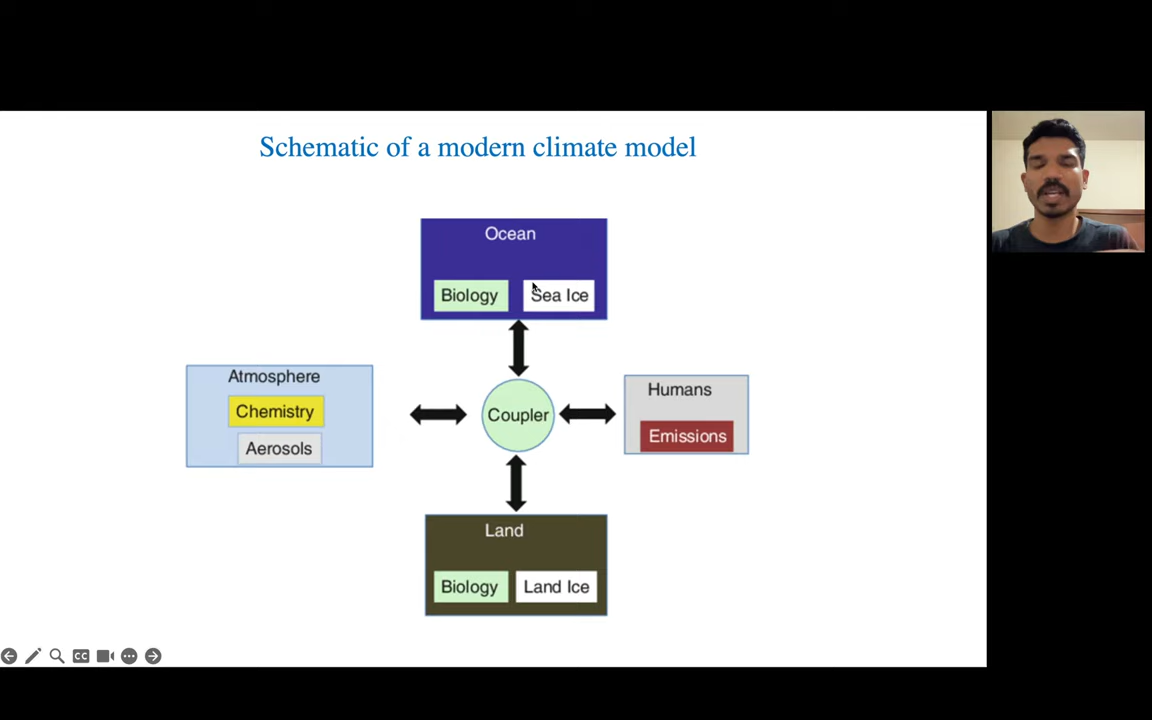 Schematic of a modern climate model
Ocean
Biology
Sea Ice
Atmosphere
Chemistry
Aerosols
Coupler
Humans
Emissions
Land
Biology
Land Ice
CC